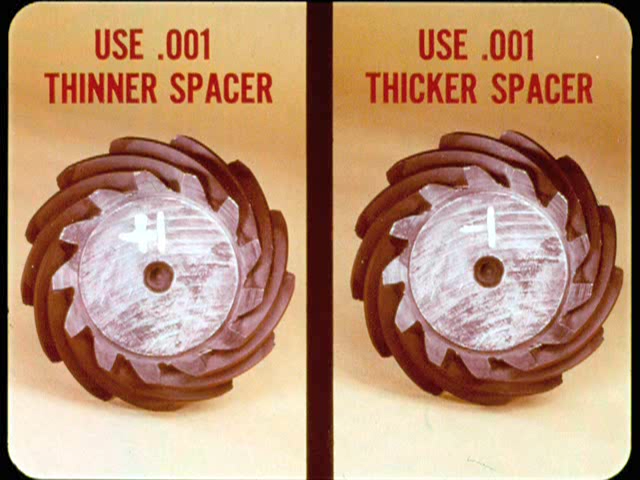 USE .001
THINNER SPACER
+1
USE .001
THICKER SPACER
-1